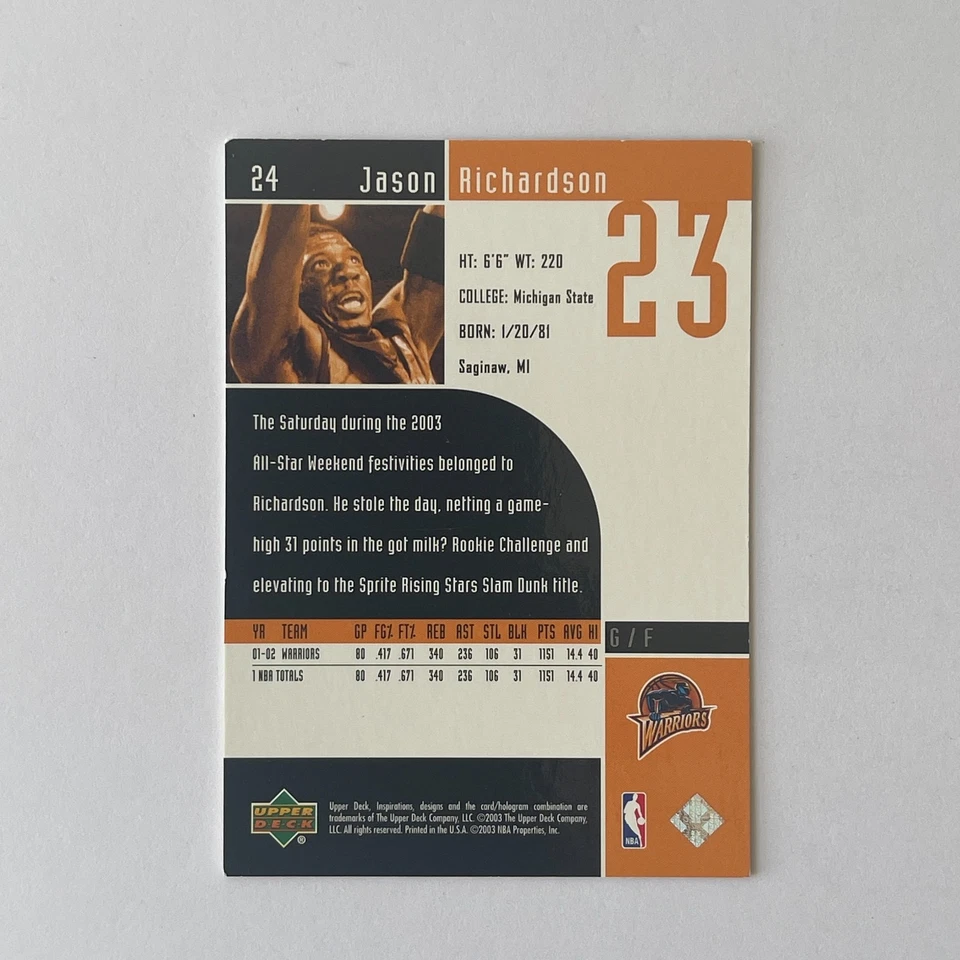 24 Jason Richardson
23
HT: 6'6" WT: 220
COLLEGE: Michigan State
BORN: 1/20/81
Saginaw, MI
The Saturday during the 2003
All-Star Weekend festivities belonged to
Richardson. He stole the day, netting a game-
high 31 points in the got milk? Rookie Challenge and
elevating to the Sprite Rising Stars Slam Dunk title.
YR TEAM GP FG% FT% REB AST STL BLK PTS AVG HI
01-02 WARRIORS 80 .417 .671 340 236 106 31 1151 14.4 40
1 NBA TOTALS 80 .417 .671 340 236 106 31 1151 14.4 40
G / F
WARRIORS
UPPER
DECK
®
Upper Deck, Inspirations, designs and the card/hologram combination are
trademarks of The Upper Deck Company, LLC. ©2003 The Upper Deck Company,
LLC. All rights reserved. Printed in the U.S.A. ©2003 NBA Properties, Inc.
NBA